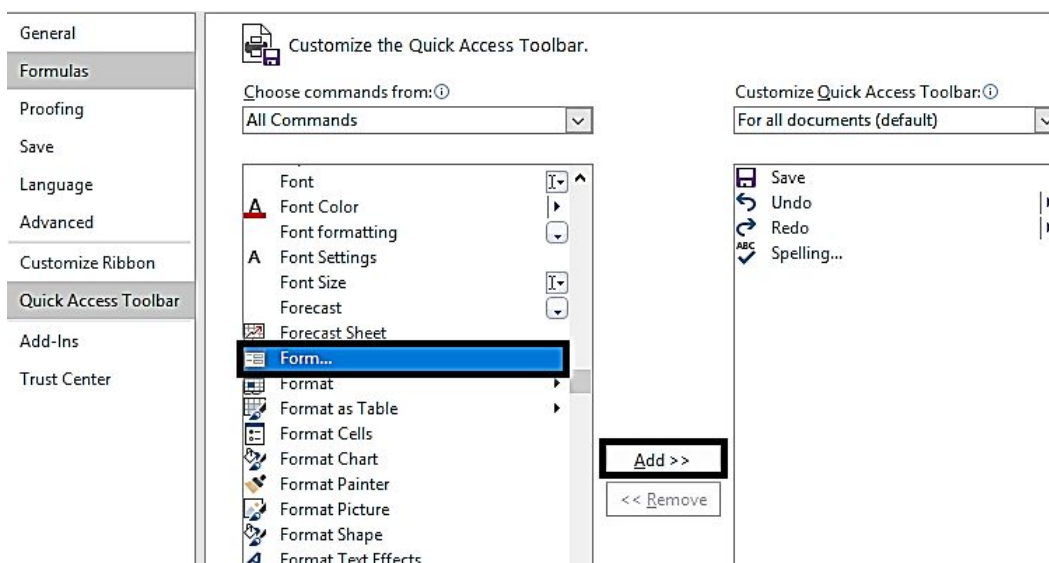 General
Formulas
Proofing
Save
Language
Advanced
Customize Ribbon
Quick Access Toolbar
Add-Ins
Trust Center
Customize the Quick Access Toolbar.
Choose commands from:
All Commands
Font
Font Color
Font formatting
Font Settings
Font Size
Forecast
Forecast Sheet
Form...
Format
Format as Table
Format Cells
Format Chart
Format Painter
Format Picture
Format Shape
Format Text Effects
Add >>
<< Remove
Customize Quick Access Toolbar:
For all documents (default)
Save
Undo
Redo
Spelling...